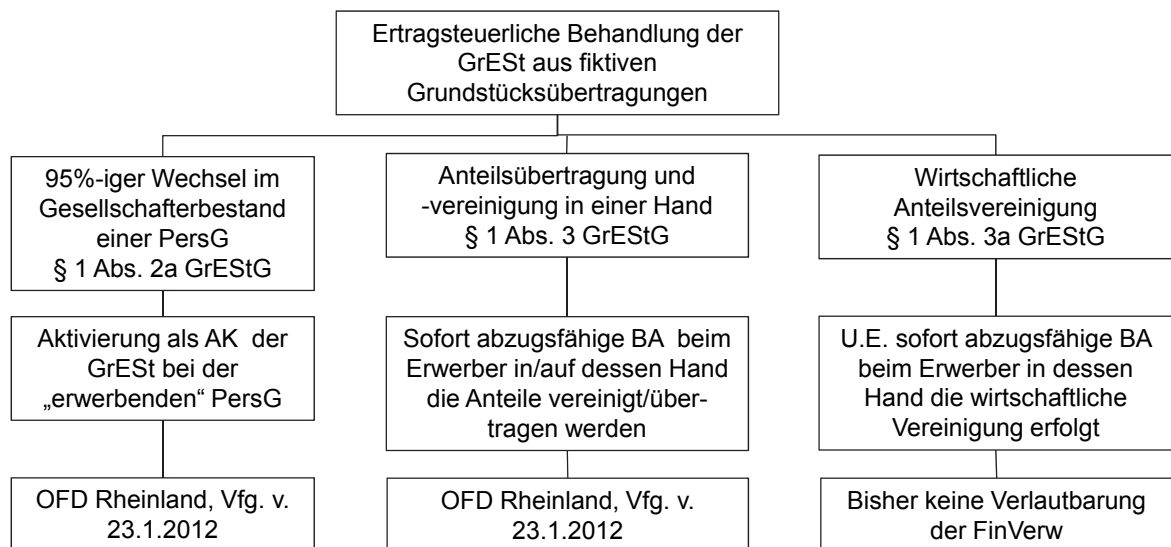 Ertragsteuerliche Behandlung der
GrESt aus fiktiven
Grundstücksübertragungen
95%-iger Wechsel im
Gesellschafterbestand
einer PersG
§ 1 Abs. 2a GrEStG
Aktivierung als AK der
GrESt bei der
„erwerbenden“ PersG
OFD Rheinland, Vfg. v.
23.1.2012
Anteilsübertragung und
-vereinigung in einer Hand
§ 1 Abs. 3 GrEStG
Sofort abzugsfähige BA beim
Erwerber in/auf dessen Hand
die Anteile vereinigt/über-
tragen werden
OFD Rheinland, Vfg. v.
23.1.2012
Wirtschaftliche
Anteilsvereinigung
§ 1 Abs. 3a GrEStG
U.E. sofort abzugsfähige BA
beim Erwerber in dessen
Hand die wirtschaftliche
Vereinigung erfolgt
Bisher keine Verlautbarung
der FinVerw